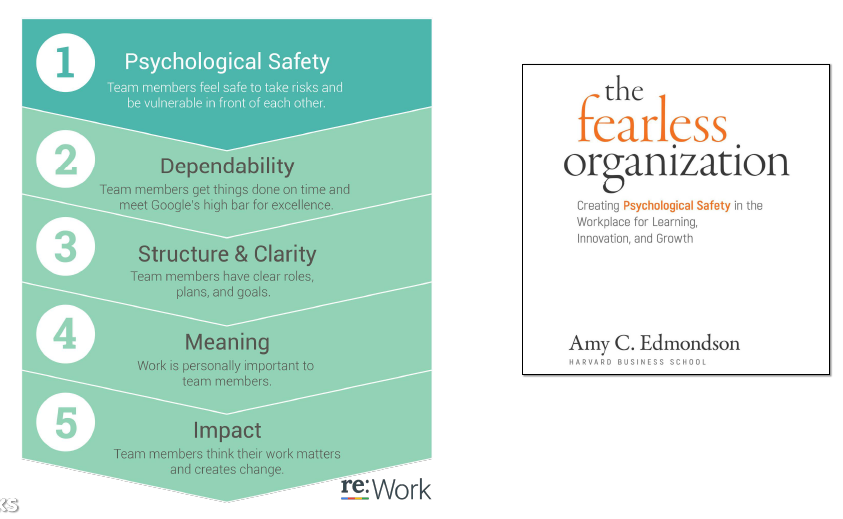 1
Psychological Safety
Team members feel safe to take risks and
be vulnerable in front of each other.
2
Dependability
Team members get things done on time and
meet Google's high bar for excellence.
3
Structure & Clarity
Team members have clear roles,
plans, and goals.
4
Meaning
Work is personally important to
team members.
5
Impact
Team members think their work matters
and creates change.
re:Work
the
fearless
organization
Creating Psychological Safety in the
Workplace for Learning,
Innovation, and Growth
Amy C. Edmondson
HARVARD BUSINESS SCHOOL